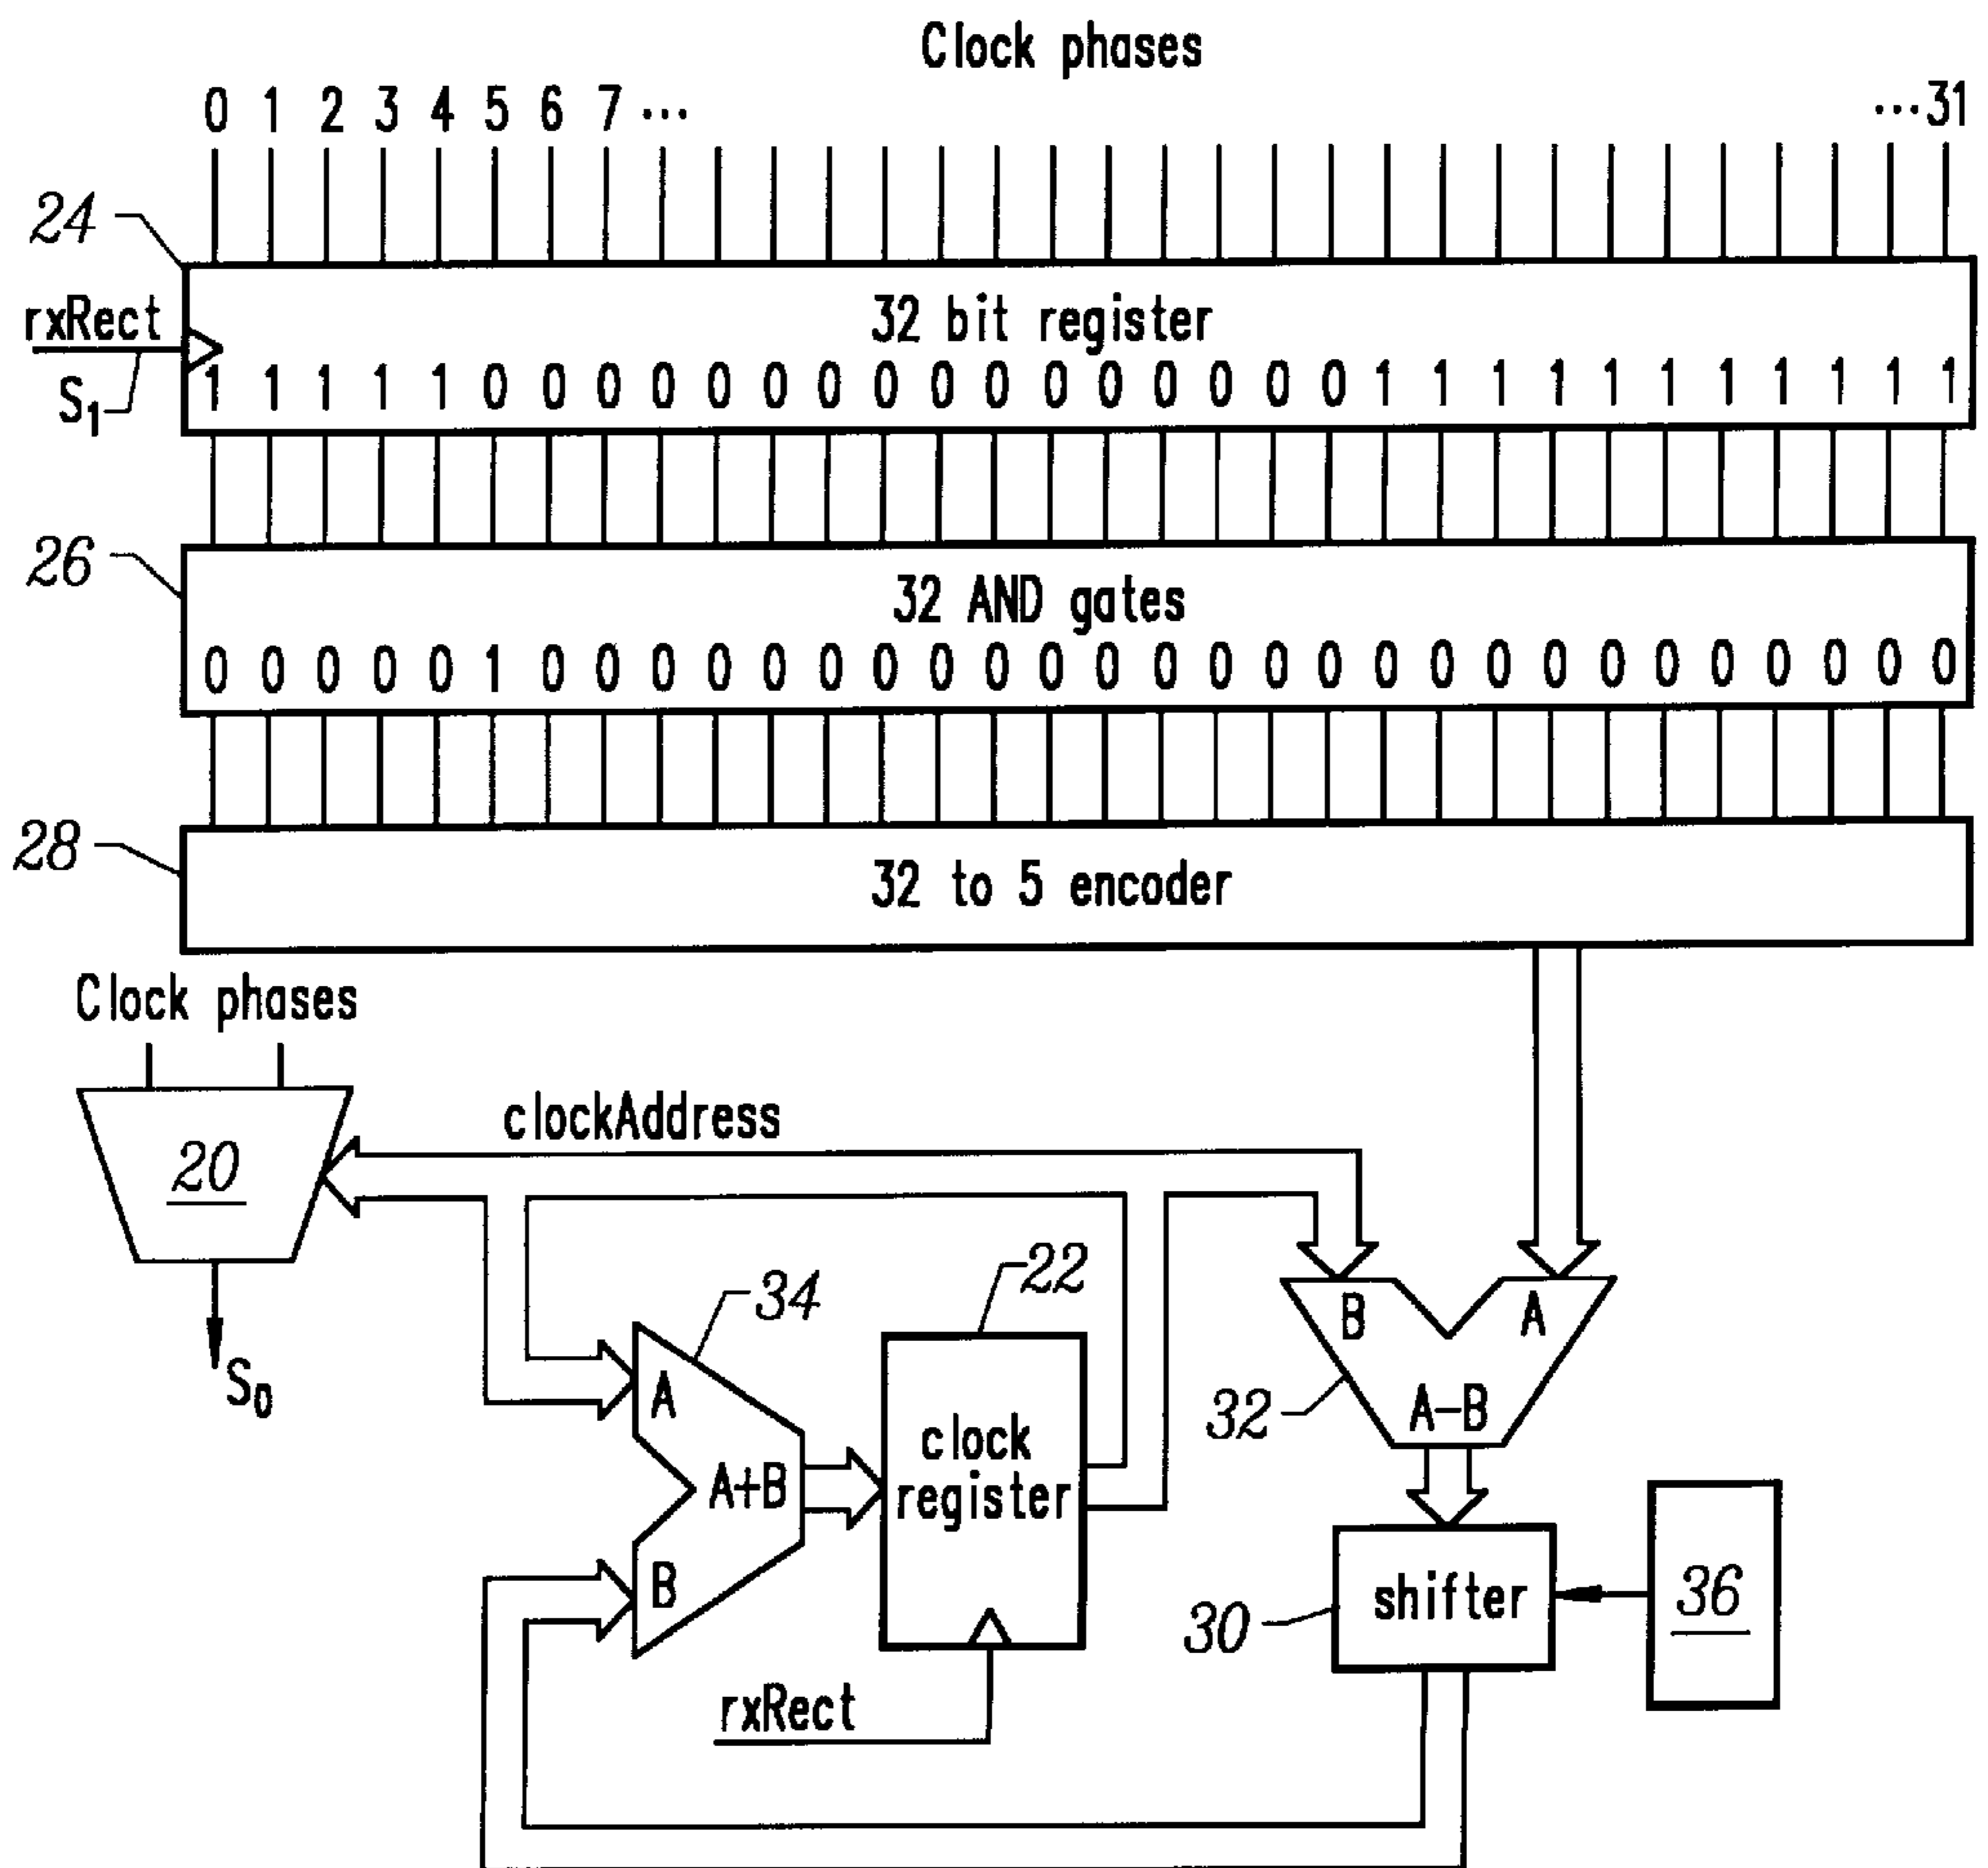 Clock phases
0 1 2 3 4 5 6 7 ... ...31
24
32 bit register
rxRect
1 1 1 1 1 0 0 0 0 0 0 0 0 0 0 0 0 0 0 0 0 1 1 1 1 1 1 1 1 1 1 1
S1
26
32 AND gates
0 0 0 0 0 1 0 0 0 0 0 0 0 0 0 0 0 0 0 0 0 0 0 0 0 0 0 0 0 0 0 0
28
32 to 5 encoder
Clock phases
20
S0
clockAddress
34
A
A+B
B
22
clock
register
rxRect
B A
A-B
32
shifter
30
36